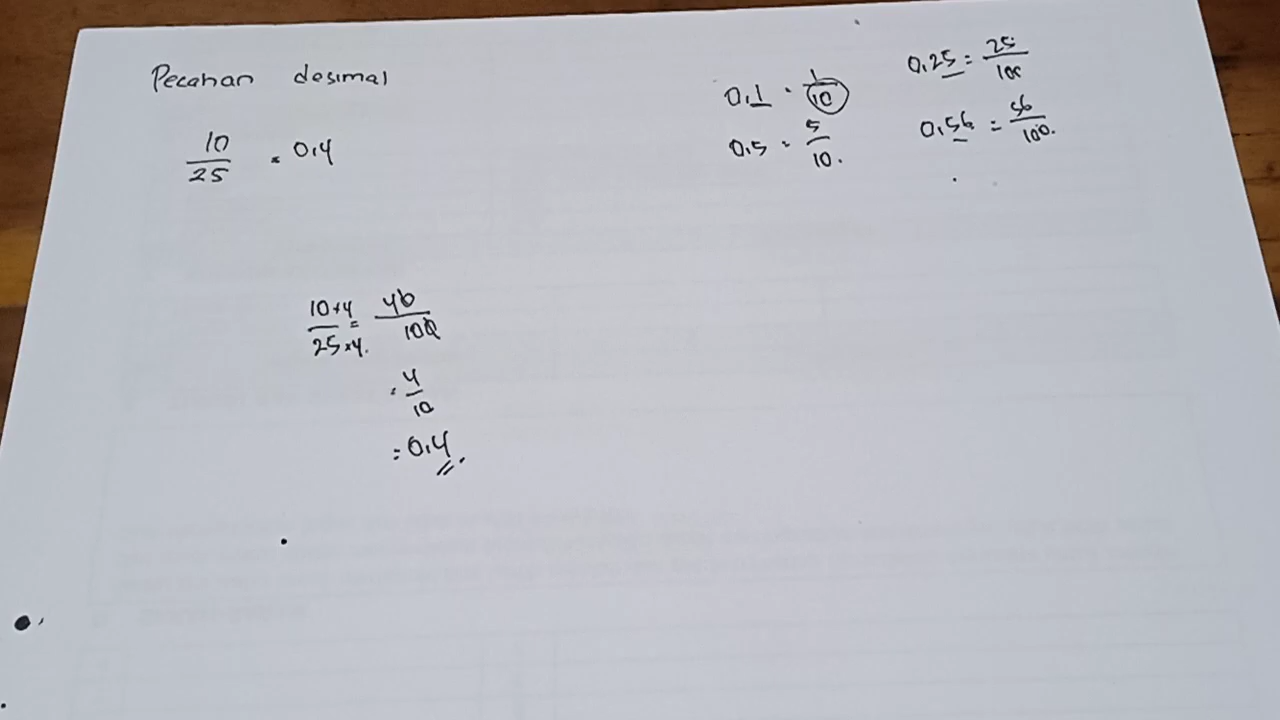 Pecahan desimal
10/25 = 0,4
0,1 = 1/10
0,5 = 5/10.
0,25 = 25/100
0,56 = 56/100.
10×4/25×4. = 40/100
= 4/10
= 0,4